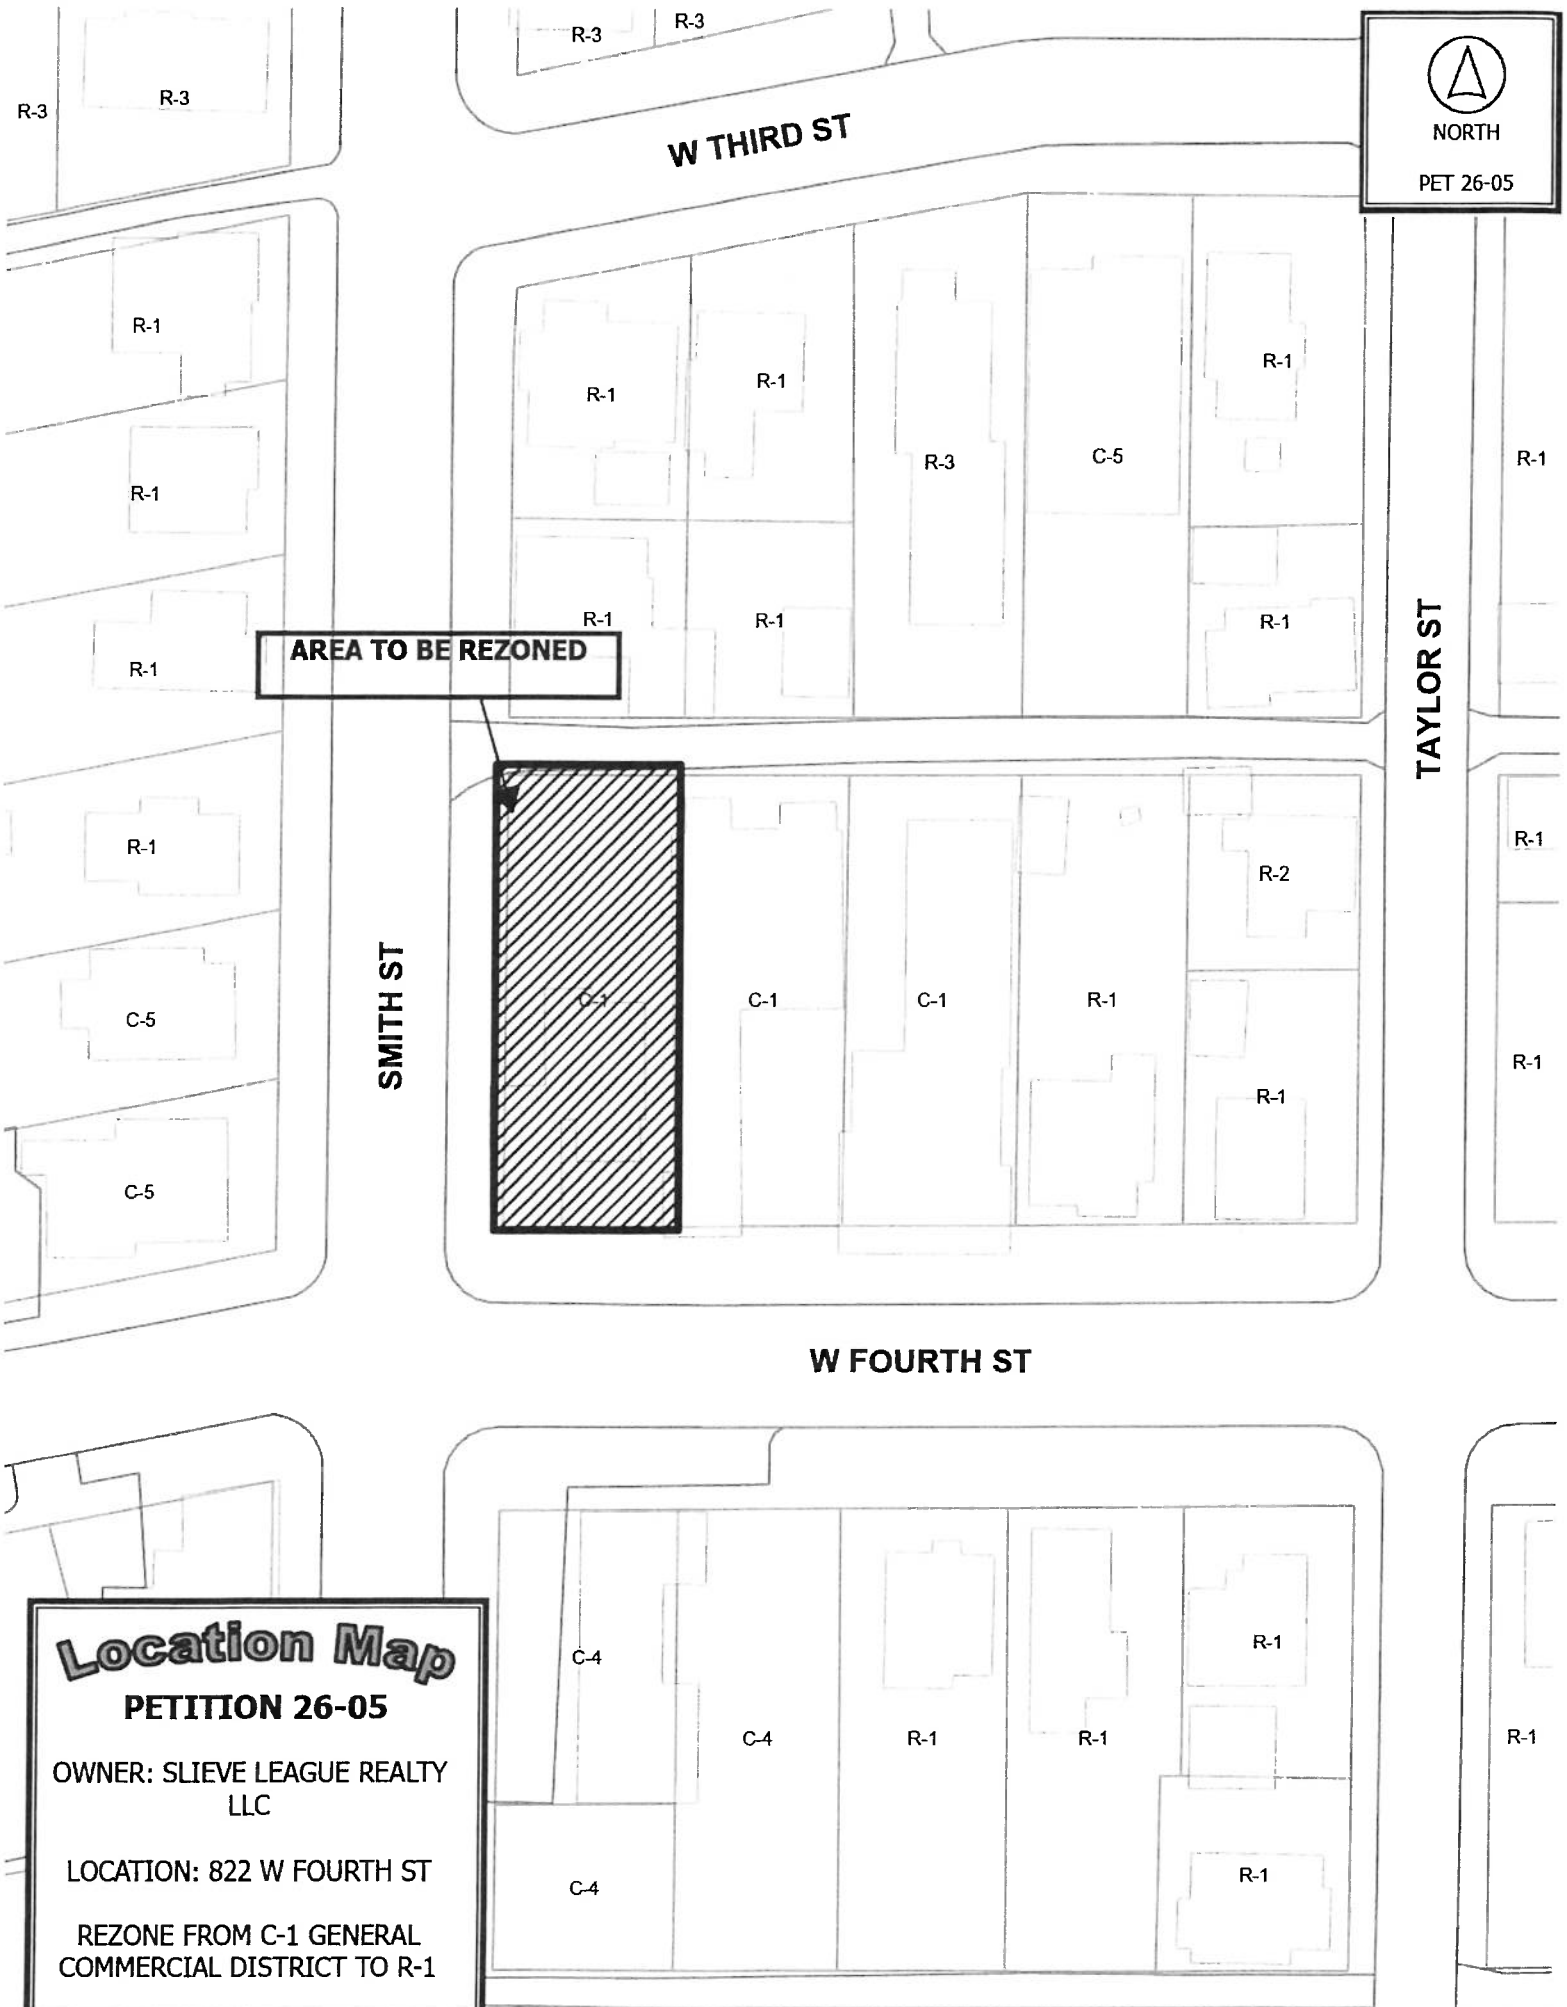 R-3
R-3
R-3
R-3
W THIRD ST
NORTH
PET 26-05
R-1
R-1
R-1
R-1
R-3
C-5
R-1
R-1
R-1
R-1
R-1
R-1
R-1
AREA TO BE REZONED
TAYLOR ST
R-1
R-2
R-1
SMITH ST
C-5
C-1
C-1
C-1
R-1
R-1
R-1
C-5
W FOURTH ST
C-4
C-4
R-1
R-1
R-1
R-1
C-4
R-1
Location Map
PETITION 26-05
OWNER: SLIEVE LEAGUE REALTY
LLC
LOCATION: 822 W FOURTH ST
REZONE FROM C-1 GENERAL
COMMERCIAL DISTRICT TO R-1